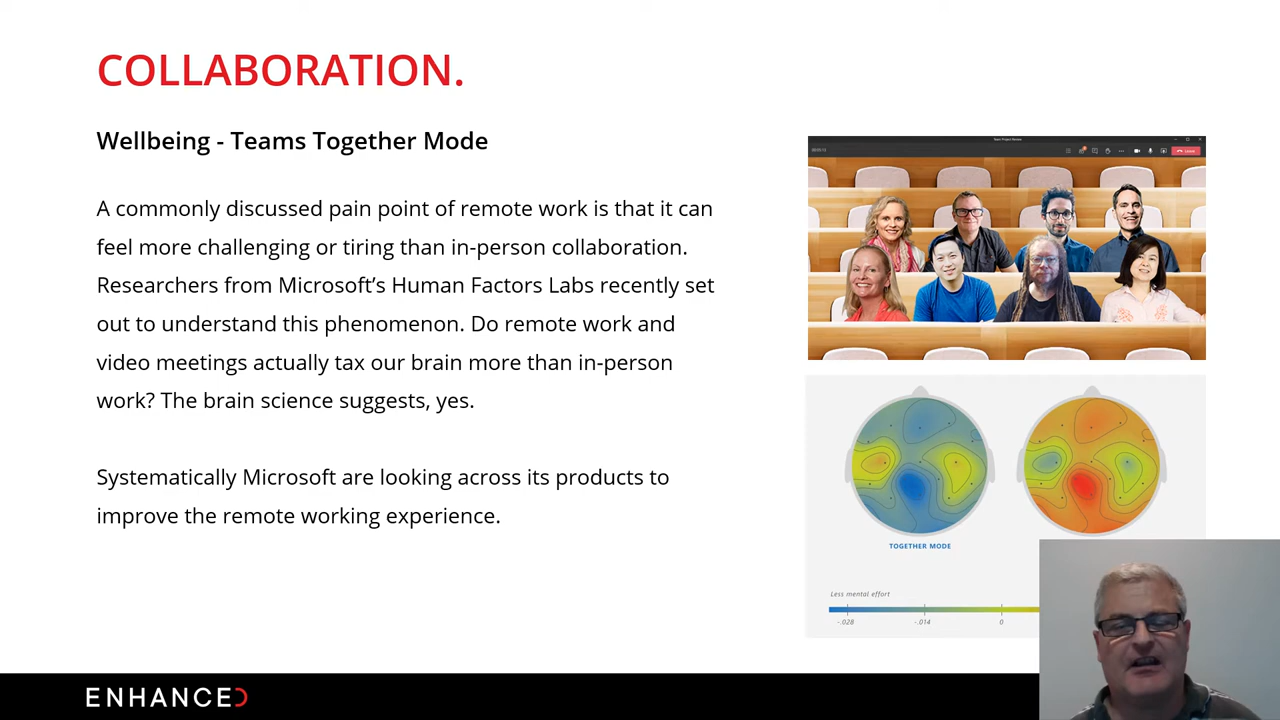 COLLABORATION.
Wellbeing - Teams Together Mode
A commonly discussed pain point of remote work is that it can
feel more challenging or tiring than in-person collaboration.
Researchers from Microsoft’s Human Factors Labs recently set
out to understand this phenomenon. Do remote work and
video meetings actually tax our brain more than in-person
work? The brain science suggests, yes.
Systematically Microsoft are looking across its products to
improve the remote working experience.
Leave
TOGETHER MODE
Less mental effort
-.028 -.014 0
ENHANCED